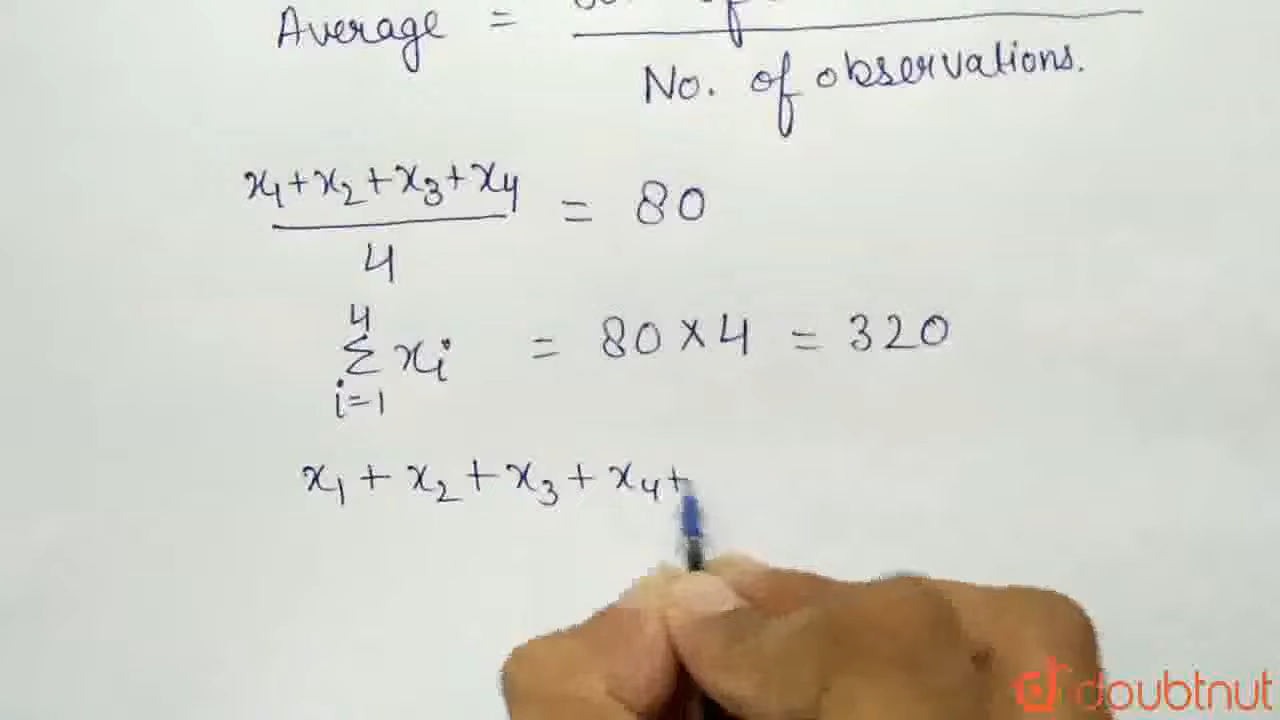 Average =
No. of observations.
x₁+x₂+x₃+x₄
4
= 80
4
Σ xi = 80×4 = 320
i=1
x₁ + x₂ + x₃ + x₄+
doubtnut